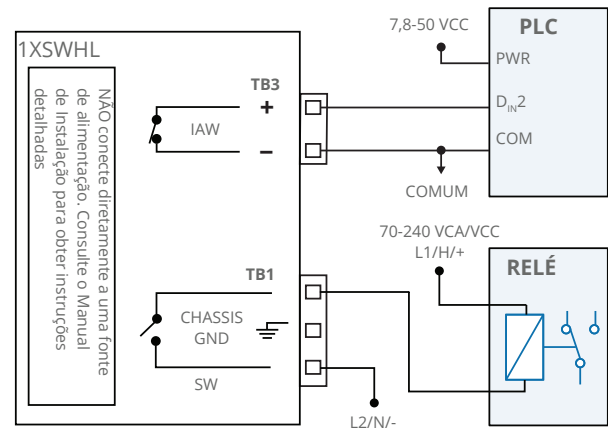 1XSWHL
NÃO conecte diretamente a uma fonte
de alimentação. Consulte o Manual
de Instalação para obter instruções
detalhadas
TB3
+
IAW
–
7,8-50 VCC
PLC
PWR
D_IN2
COM
COMUM
TB1
CHASSIS
GND
SW
70-240 VCA/VCC
L1/H/+
RELÉ
L2/N/-